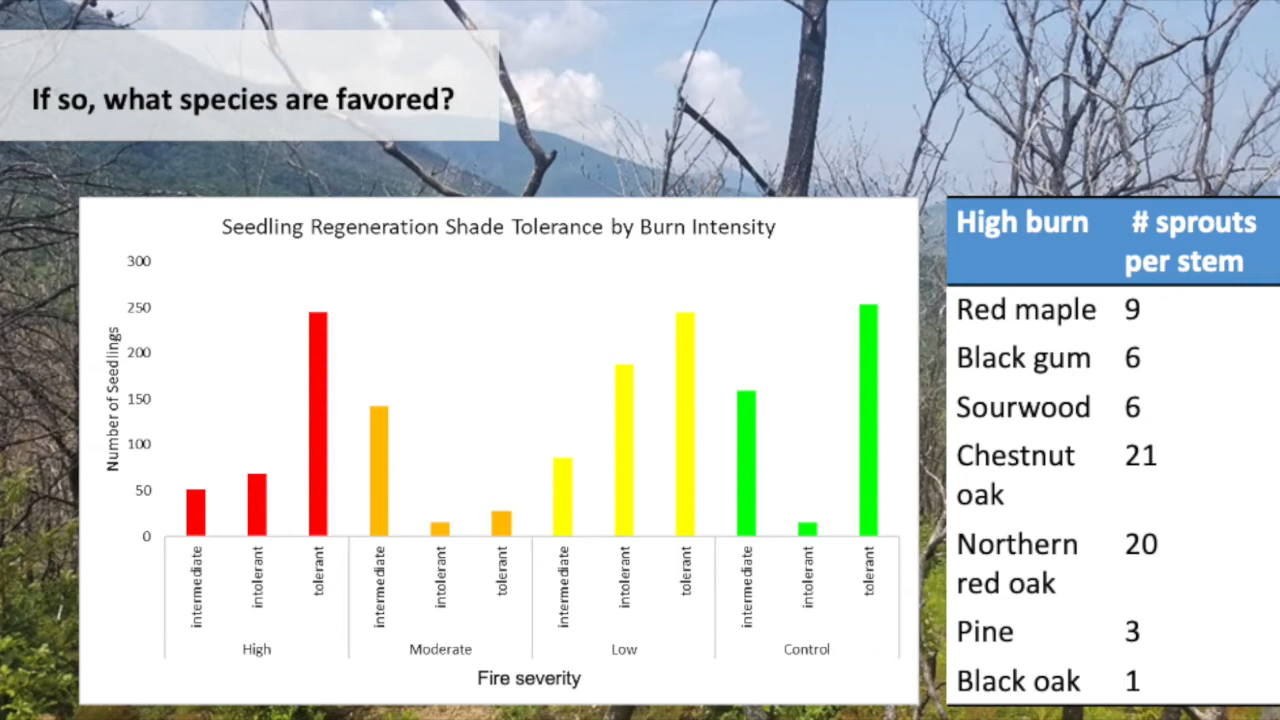 If so, what species are favored?
Seedling Regeneration Shade Tolerance by Burn Intensity
Number of Seedlings
300
250
200
150
100
50
0
intermediate
intolerant
tolerant
intermediate
intolerant
tolerant
intermediate
intolerant
tolerant
intermediate
intolerant
tolerant
High
Moderate
Low
Control
Fire severity
High burn # sprouts
per stem
Red maple 9
Black gum 6
Sourwood 6
Chestnut 21
oak
Northern 20
red oak
Pine 3
Black oak 1